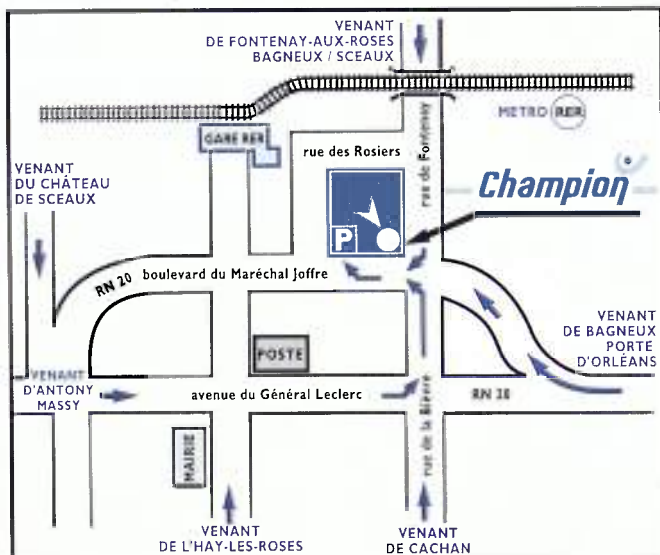 VENANT
DE FONTENAY-AUX-ROSES
BAGNEUX / SCEAUX
METRO RER
GARE RER
rue des Rosiers
rue de Fontenay
VENANT
DU CHÂTEAU
DE SCEAUX
Champion
P
RN 20 boulevard du Maréchal Joffre
VENANT
DE BAGNEUX
PORTE
D'ORLÉANS
POSTE
VENANT
D'ANTONY
MASSY
avenue du Général Leclerc
RN 20
rue de la Bièvre
MAIRIE
VENANT
DE L'HAY-LES-ROSES
VENANT
DE CACHAN